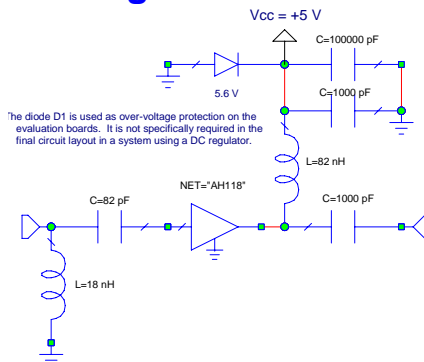 Vcc = +5 V
C=100000 pF
5.6 V
C=1000 pF
The diode D1 is used as over-voltage protection on the
evaluation boards. It is not specifically required in the
final circuit layout in a system using a DC regulator.
L=82 nH
NET="AH118"
C=82 pF
C=1000 pF
L=18 nH